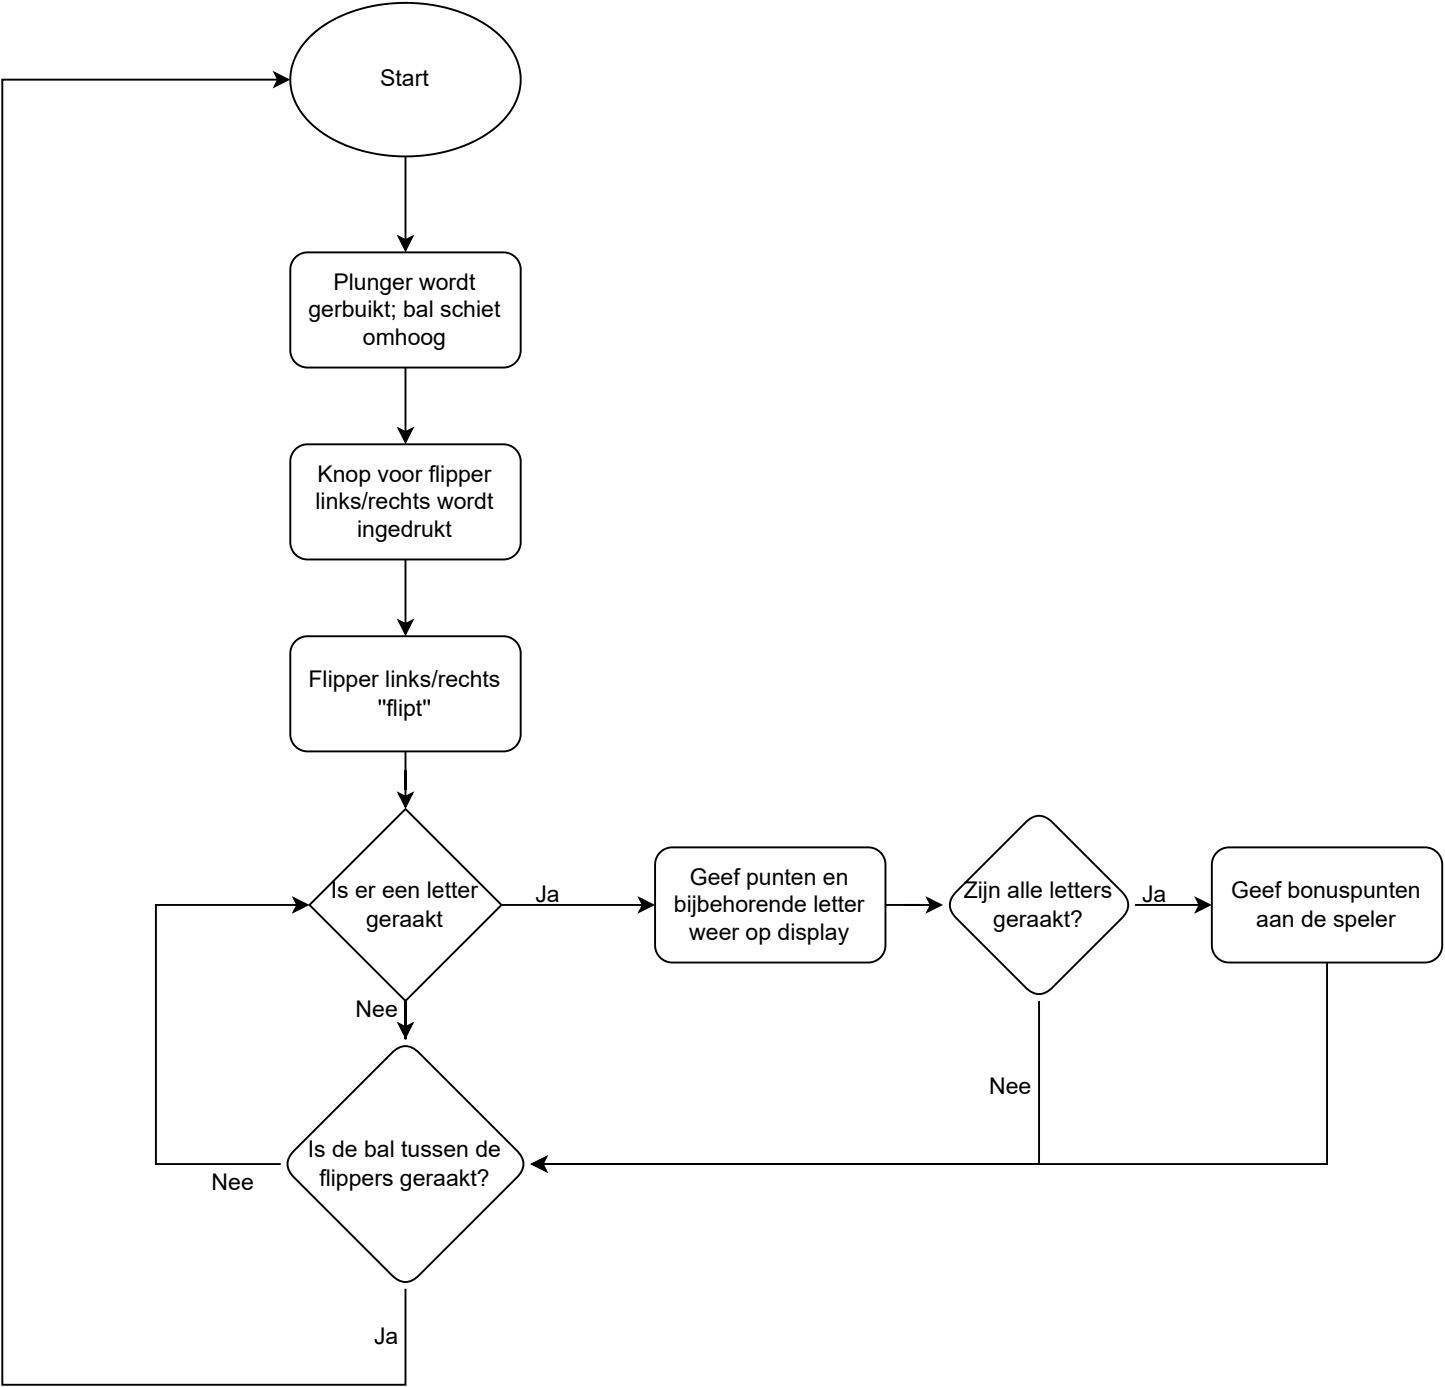 Start
Plunger wordt
gerbuikt; bal schiet
omhoog
Knop voor flipper
links/rechts wordt
ingedrukt
Flipper links/rechts
"flipt"
Is er een letter
geraakt
Ja
Geef punten en
bijbehorende letter
weer op display
Zijn alle letters
geraakt?
Ja
Geef bonuspunten
aan de speler
Nee
Nee
Is de bal tussen de
flippers geraakt?
Nee
Ja